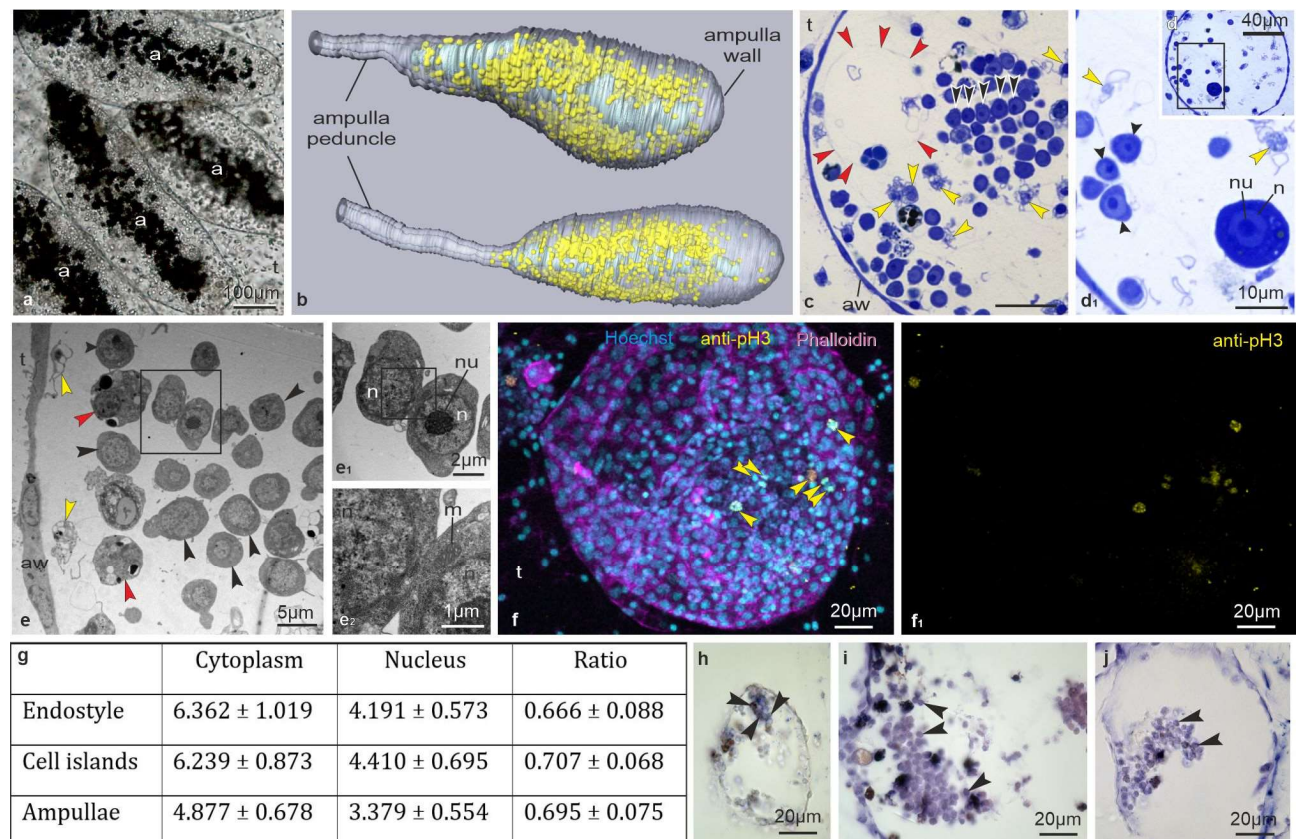 a
a
a
a
t
a
100μm
ampulla
wall
ampulla
peduncle
b
t
aw
c
d
40μm
nu
n
d1
10μm
t
aw
e
5μm
nu
n
n
e1
2μm
n
m
n
e2
1μm
Hoechst anti-pH3 Phalloidin
t
f
20μm
anti-pH3
f1
20μm
g Cytoplasm Nucleus Ratio
Endostyle 6.362 ± 1.019 4.191 ± 0.573 0.666 ± 0.088
Cell islands 6.239 ± 0.873 4.410 ± 0.695 0.707 ± 0.068
Ampullae 4.877 ± 0.678 3.379 ± 0.554 0.695 ± 0.075
h
20μm
i
20μm
j
20μm